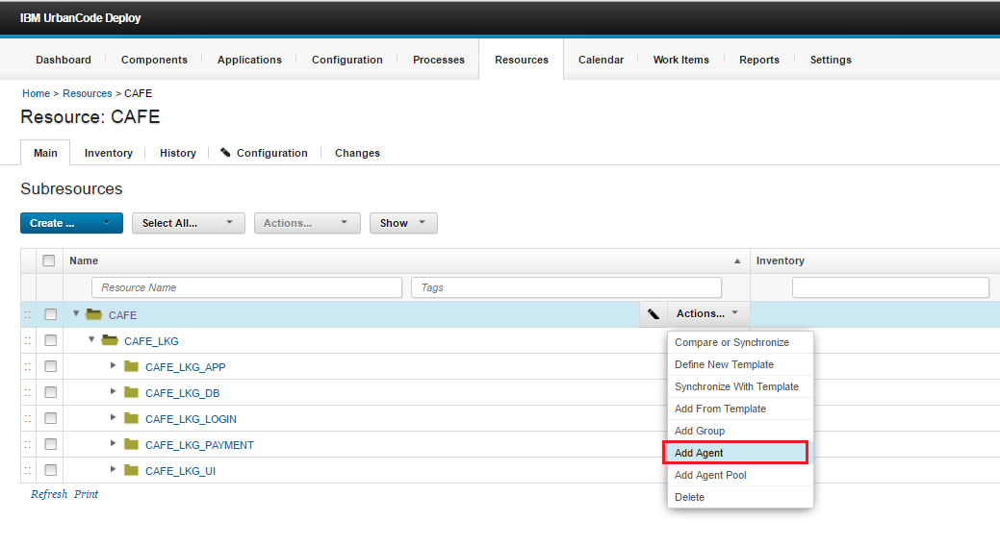 IBM UrbanCode Deploy
Dashboard Components Applications Configuration Processes Resources Calendar Work Items Reports Settings
Home > Resources > CAFE
Resource: CAFE
Main Inventory History Configuration Changes
Subresources
Create ... Select All... Actions... Show
Name Inventory
Resource Name Tags
CAFE Actions...
CAFE_LKG
CAFE_LKG_APP
CAFE_LKG_DB
CAFE_LKG_LOGIN
CAFE_LKG_PAYMENT
CAFE_LKG_UI
Refresh Print
Compare or Synchronize
Define New Template
Synchronize With Template
Add From Template
Add Group
Add Agent
Add Agent Pool
Delete